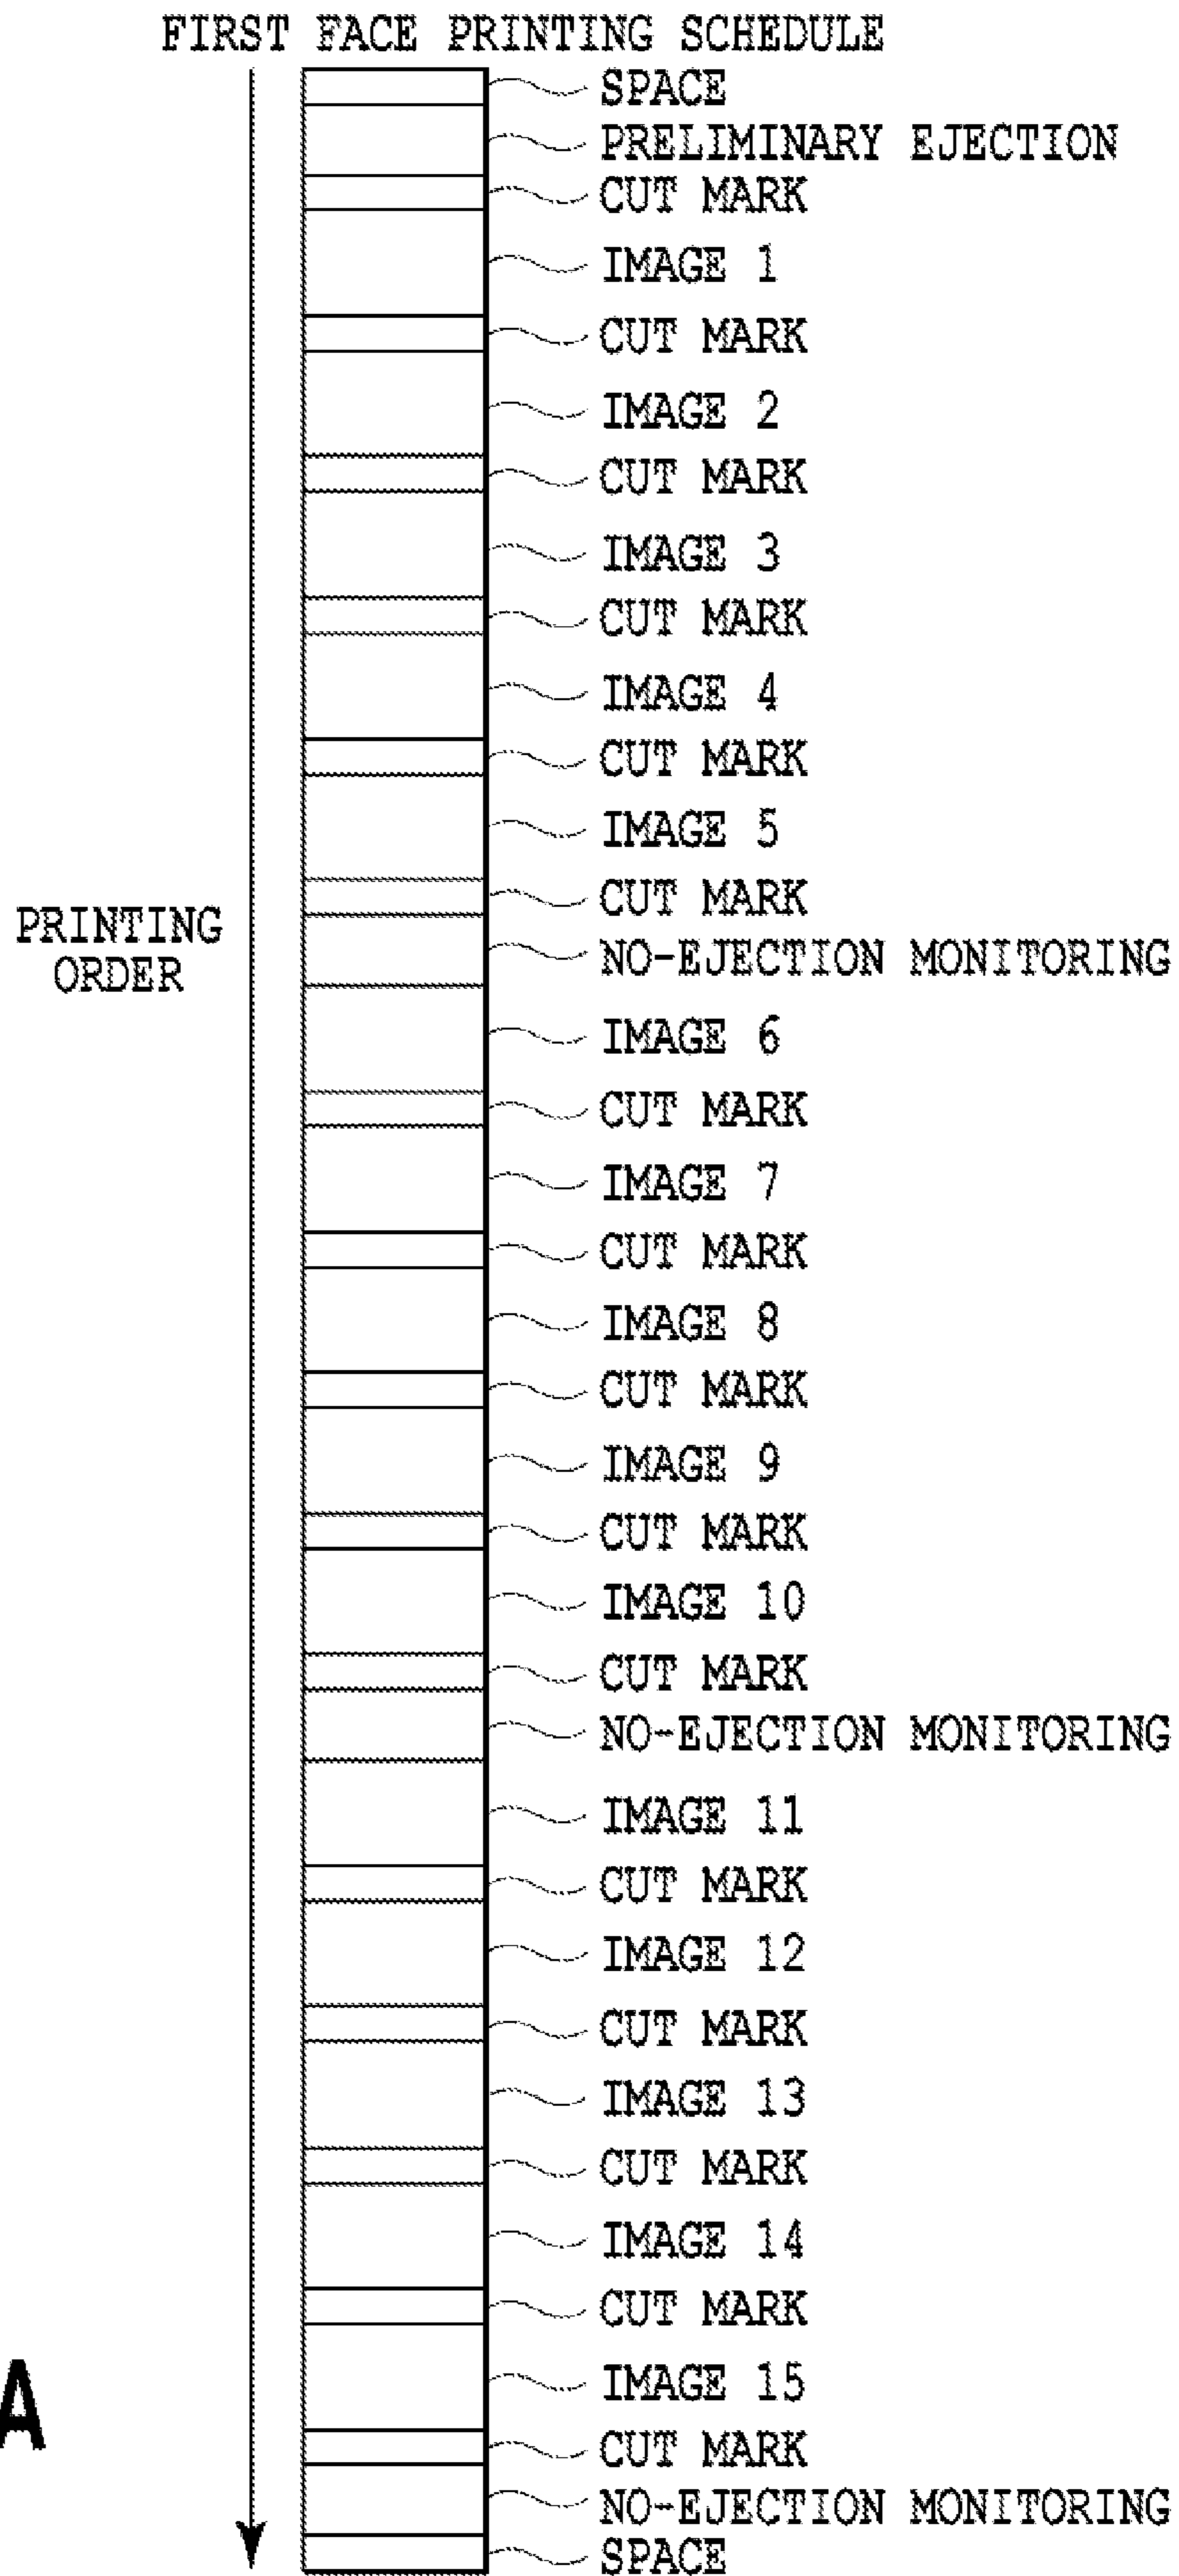 FIRST FACE PRINTING SCHEDULE
SPACE
PRELIMINARY EJECTION
CUT MARK
IMAGE 1
CUT MARK
IMAGE 2
CUT MARK
IMAGE 3
CUT MARK
IMAGE 4
CUT MARK
IMAGE 5
CUT MARK
PRINTING
ORDER
NO-EJECTION MONITORING
IMAGE 6
CUT MARK
IMAGE 7
CUT MARK
IMAGE 8
CUT MARK
IMAGE 9
CUT MARK
IMAGE 10
CUT MARK
NO-EJECTION MONITORING
IMAGE 11
CUT MARK
IMAGE 12
CUT MARK
IMAGE 13
CUT MARK
IMAGE 14
CUT MARK
IMAGE 15
A
CUT MARK
NO-EJECTION MONITORING
SPACE